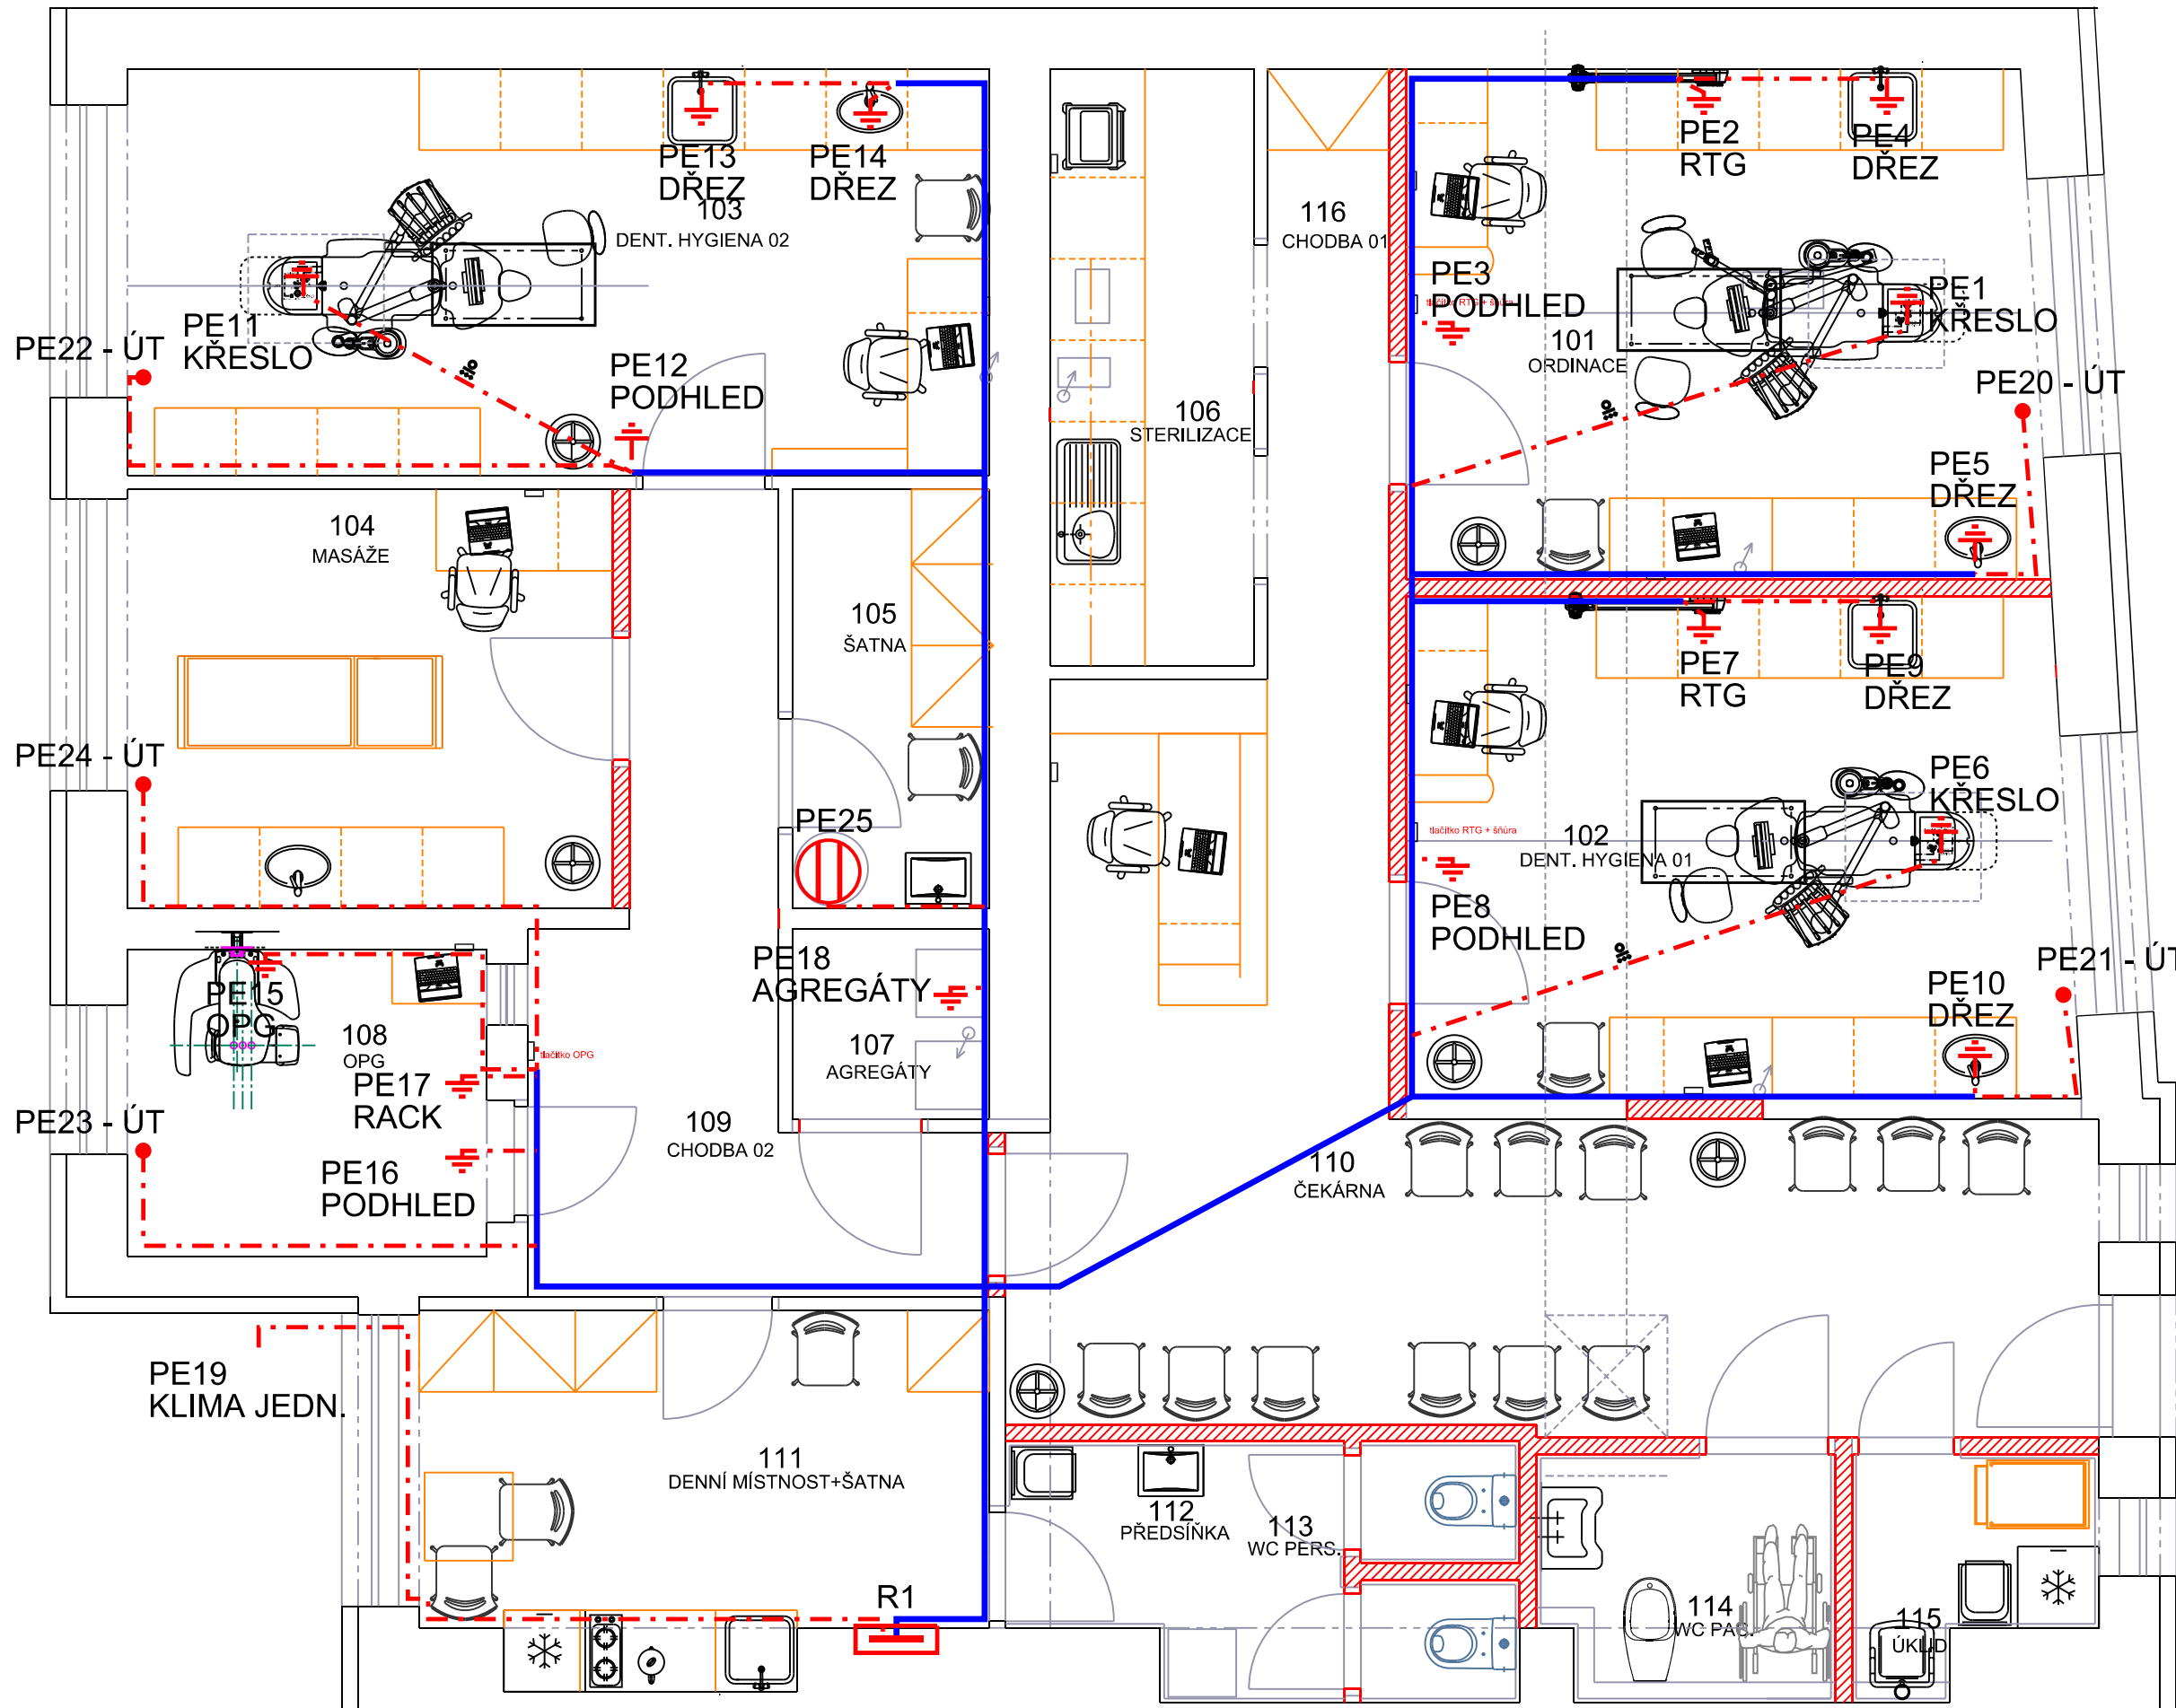 PE13
DŘEZ
PE14
DŘEZ
103
DENT. HYGIENA 02
PE2
RTG
PE4
DŘEZ
116
CHODBA 01
PE3
PODHLED
tlačítko RTG + šňůra
PE1
KŘESLO
101
ORDINACE
PE22 - ÚT
PE11
KŘESLO
PE12
PODHLED
PE20 - ÚT
106
STERILIZACE
PE5
DŘEZ
104
MASÁŽE
105
ŠATNA
PE7
RTG
PE9
DŘEZ
PE24 - ÚT
PE6
KŘESLO
PE25
tlačítko RTG + šňůra
102
DENT. HYGIENA 01
PE8
PODHLED
PE18
AGREGÁTY
PE21 - ÚT
PE10
DŘEZ
PE15
OPG
108
OPG
tlačítko OPG
107
AGREGÁTY
PE17
RACK
PE23 - ÚT
109
CHODBA 02
PE16
PODHLED
110
ČEKÁRNA
PE19
KLIMA JEDN.
111
DENNÍ MÍSTNOST+ŠATNA
112
PŘEDSÍŇKA
113
WC PERS.
R1
114
WC PAC.
115
ÚKLID